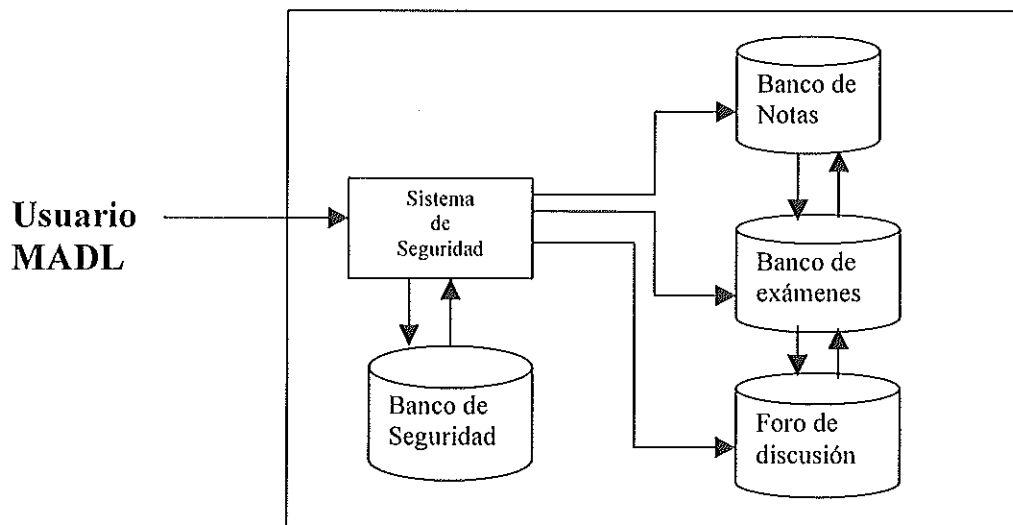 Usuario
MADL
Sistema
de
Seguridad
Banco de
Seguridad
Banco de
Notas
Banco de
exámenes
Foro de
discusión